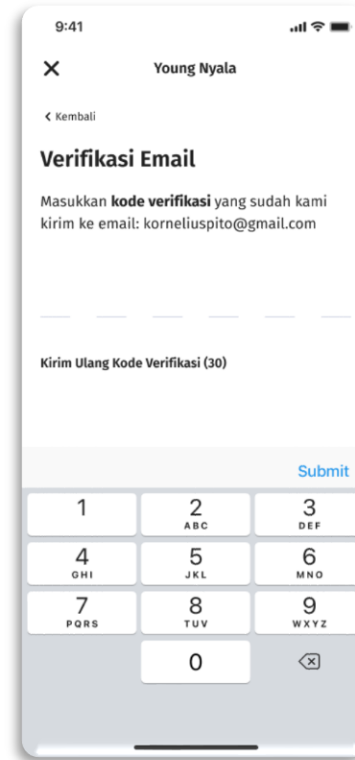 9:41
Young Nyala
Kembali
Verifikasi Email
Masukkan kode verifikasi yang sudah kami
kirim ke email: korneliuspito@gmail.com
Kirim Ulang Kode Verifikasi (30)
Submit
1 2 3
ABC DEF
4 5 6
GHI JKL MNO
7 8 9
PQRS TUV WXYZ
0